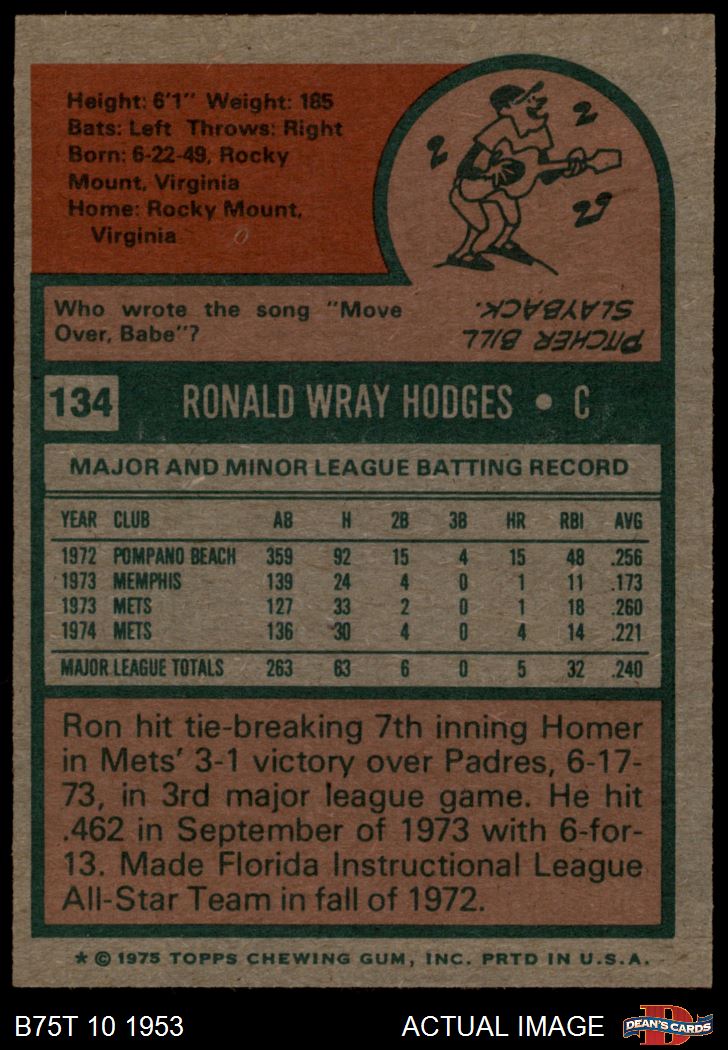 Height: 6'1" Weight: 185
Bats: Left Throws: Right
Born: 6-22-49, Rocky
Mount, Virginia
Home: Rocky Mount,
Virginia
Who wrote the song "Move
Over, Babe"?
PITCHER BILL
SLAYBACK.
134 RONALD WRAY HODGES • C
MAJOR AND MINOR LEAGUE BATTING RECORD
YEAR CLUB AB H 2B 3B HR RBI AVG
1972 POMPANO BEACH 359 92 15 4 15 48 .256
1973 MEMPHIS 139 24 4 0 1 11 .173
1973 METS 127 33 2 0 1 18 .260
1974 METS 136 30 4 0 4 14 .221
MAJOR LEAGUE TOTALS 263 63 6 0 5 32 .240
Ron hit tie-breaking 7th inning Homer
in Mets' 3-1 victory over Padres, 6-17-
73, in 3rd major league game. He hit
.462 in September of 1973 with 6-for-
13. Made Florida Instructional League
All-Star Team in fall of 1972.
* © 1975 TOPPS CHEWING GUM, INC. PRTD IN U.S.A.
B75T 10 1953 ACTUAL IMAGE
D
DEAN'S CARDS